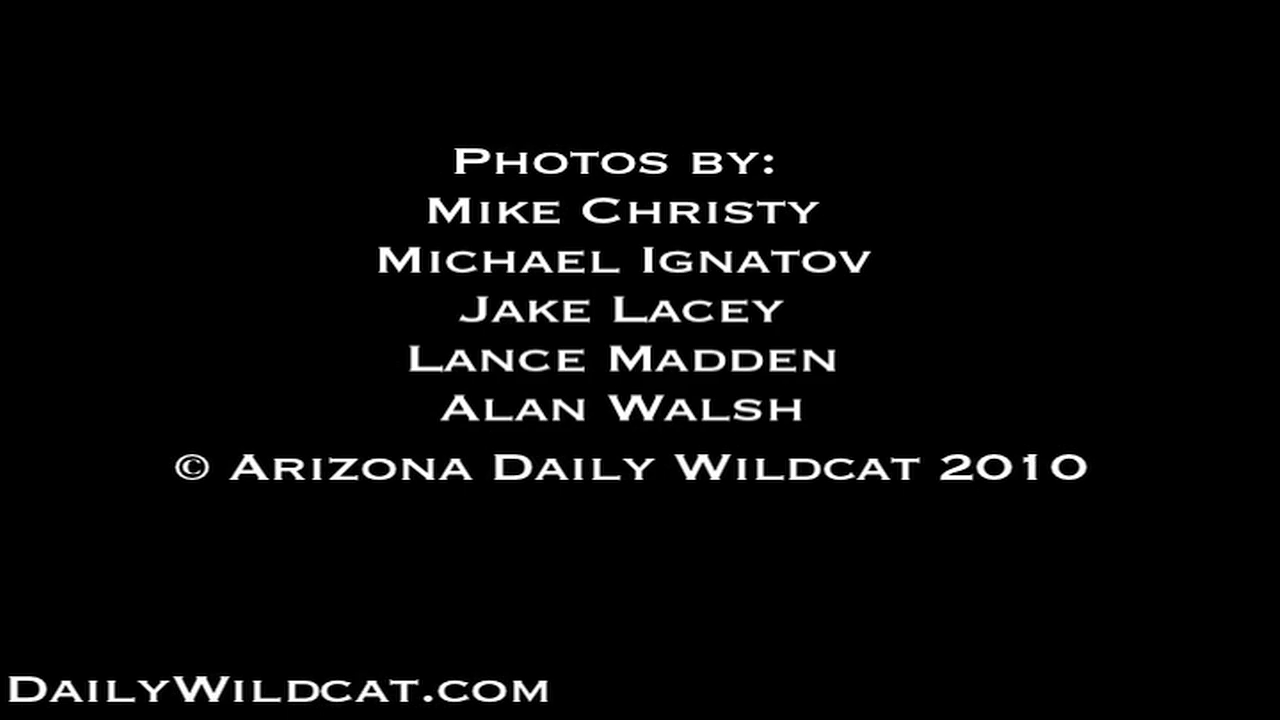 Photos by:
Mike Christy
Michael Ignatov
Jake Lacey
Lance Madden
Alan Walsh
© Arizona Daily Wildcat 2010
DailyWildcat.com